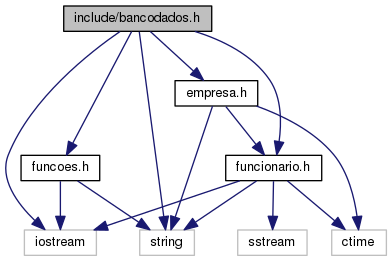 include/bancodados.h
empresa.h
funcoes.h
funcionario.h
iostream
string
sstream
ctime